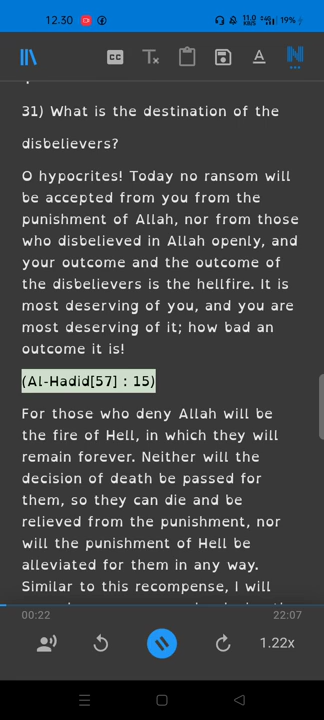 12.30
11.0 KB/S
19%
CC
31) What is the destination of the
disbelievers?
O hypocrites! Today no ransom will
be accepted from you from the
punishment of Allah, nor from those
who disbelieved in Allah openly, and
your outcome and the outcome of
the disbelievers is the hellfire. It is
most deserving of you, and you are
most deserving of it; how bad an
outcome it is!
(Al-Hadid[57] : 15)
For those who deny Allah will be
the fire of Hell, in which they will
remain forever. Neither will the
decision of death be passed for
them, so they can die and be
relieved from the punishment, nor
will the punishment of Hell be
alleviated for them in any way.
Similar to this recompense, I will
00:22
22:07
1.22x